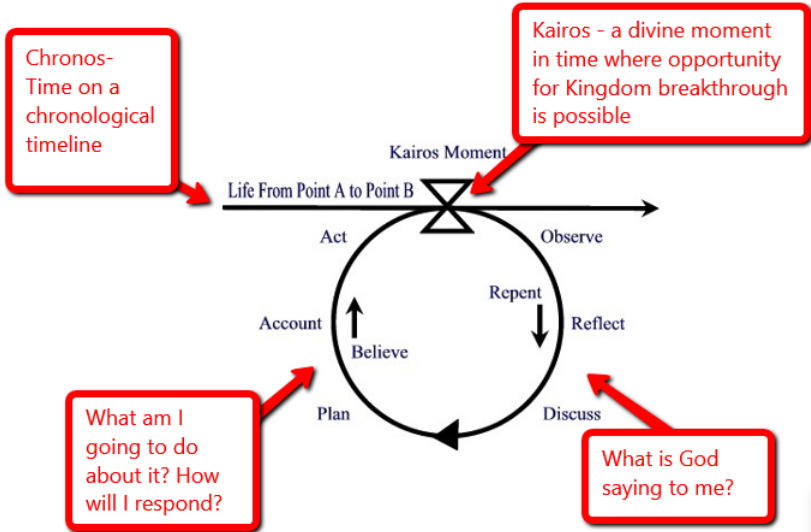 Chronos-
Time on a
chronological
timeline
Kairos - a divine moment
in time where opportunity
for Kingdom breakthrough
is possible
Kairos Moment
Life From Point A to Point B
Act
Observe
Repent
Account
Reflect
Believe
Plan
Discuss
What am I
going to do
about it? How
will I respond?
What is God
saying to me?